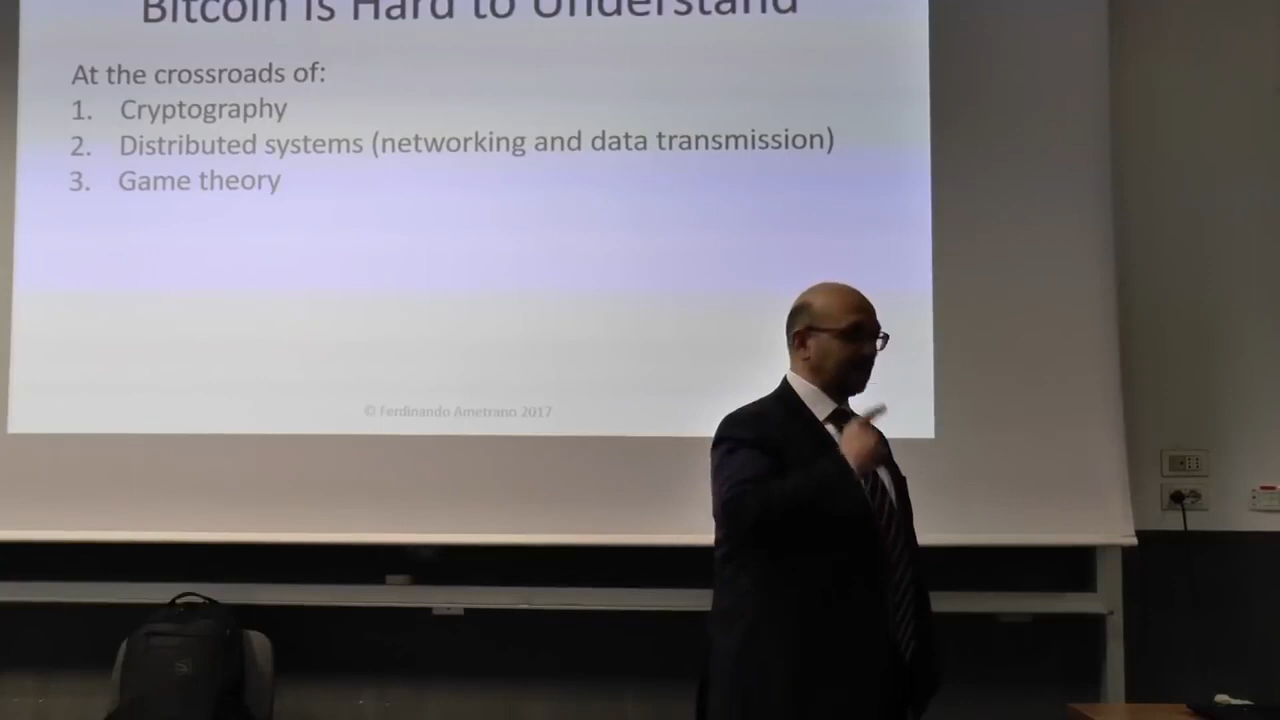 Bitcoin is Hard to Understand
At the crossroads of:
1. Cryptography
2. Distributed systems (networking and data transmission)
3. Game theory
© Ferdinando Ametrano 2017